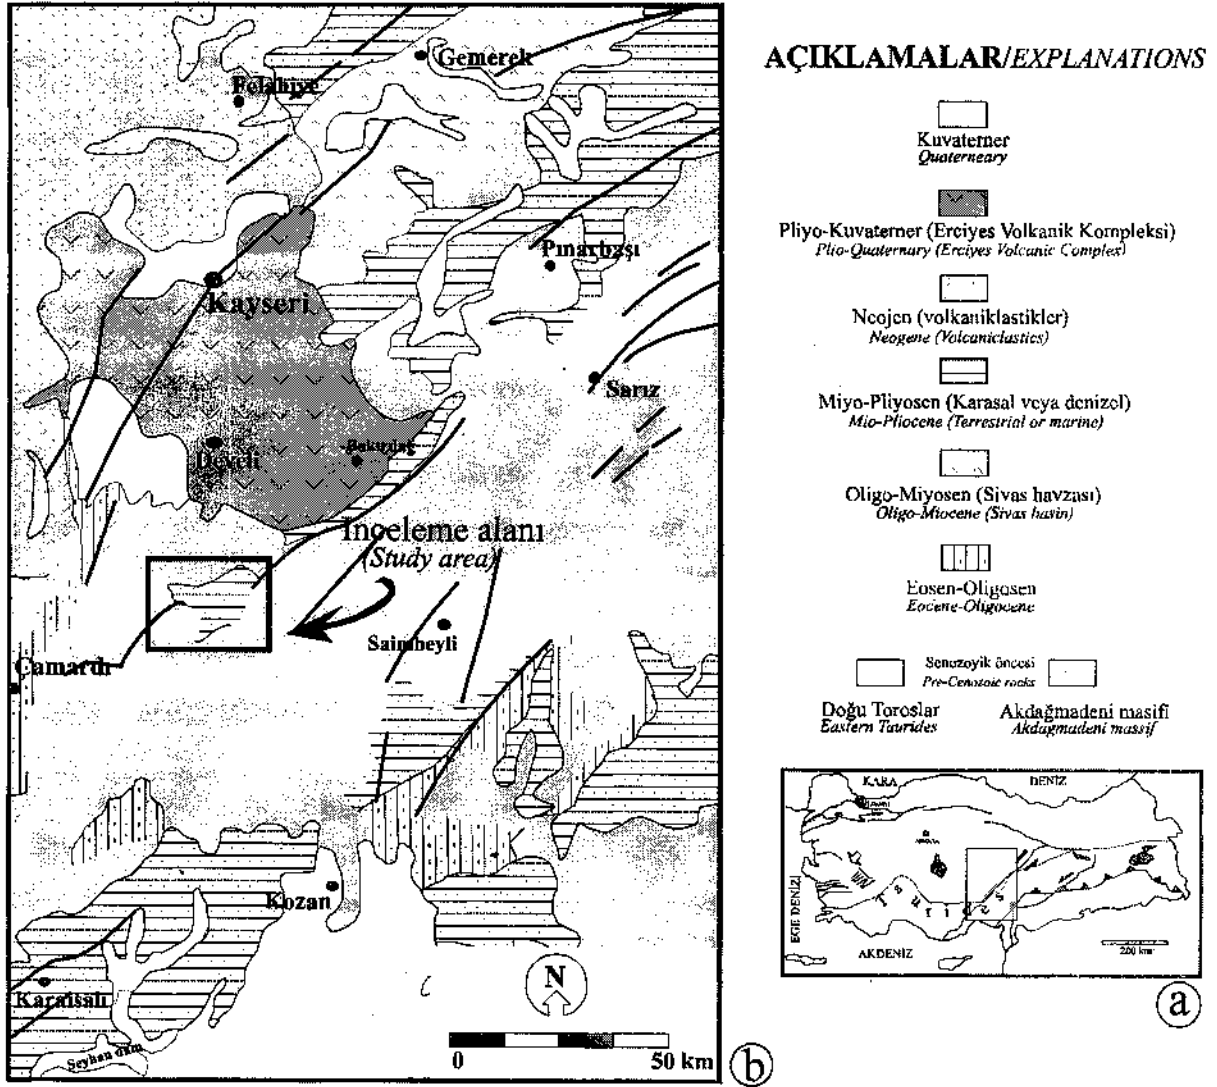 Gemerek
Felahiye
Pınarbaşı
Kayseri
Sarız
Develi
Bakırdağ
İnceleme alanı
(Study area)
Saimbeyli
Çamardı
Kozan
Karaisalı
Seyhan dam
N
0 50 km
b
AÇIKLAMALAR/EXPLANATIONS
Kuvaterner
Quaterneary
Pliyo-Kuvaterner (Erciyes Volkanik Kompleksi)
Plio-Quaternary (Erciyes Volcanic Complex)
Neojen (volkaniklastikler)
Neogene (Volcaniclastics)
Miyo-Pliyosen (Karasal veya denizel)
Mio-Pliocene (Terrestrial or marine)
Oligo-Miyosen (Sivas havzası)
Oligo-Miocene (Sivas basin)
Eosen-Oligosen
Eocene-Oligocene
Senozoyik öncesi
Pre-Cenozoic rocks
Doğu Toroslar
Eastern Taurides
Akdağmadeni masifi
Akdagmadeni massif
KARA DENİZ
EGE DENİZİ
Taurides
AKDENİZ
200 km
a